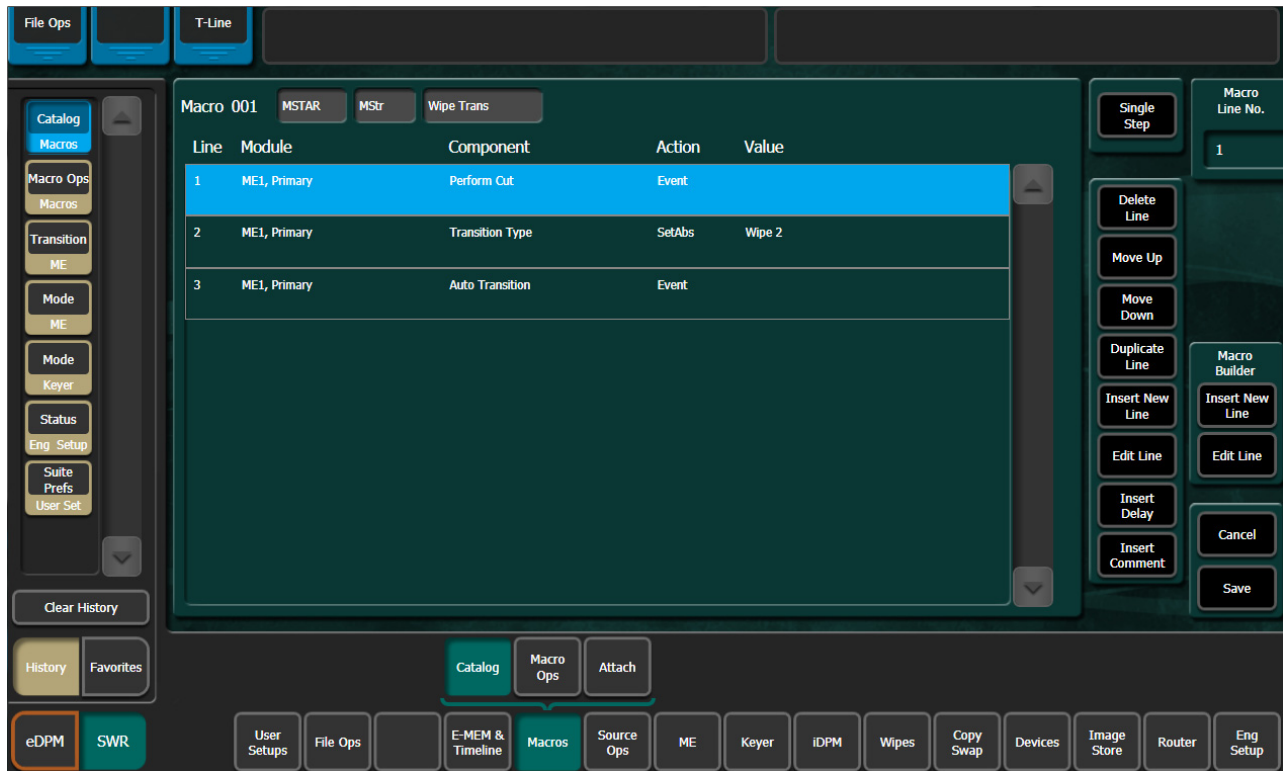 File Ops
T-Line
Catalog
Macros
Macro Ops
Macros
Transition
ME
Mode
ME
Mode
Keyer
Status
Eng Setup
Suite
Prefs
User Set
Clear History
History
Favorites
Macro 001 MSTAR MStr Wipe Trans
Line Module Component Action Value
1 ME1, Primary Perform Cut Event
2 ME1, Primary Transition Type SetAbs Wipe 2
3 ME1, Primary Auto Transition Event
Single
Step
Delete
Line
Move Up
Move
Down
Duplicate
Line
Insert New
Line
Edit Line
Insert
Delay
Insert
Comment
Macro
Line No.
1
Macro
Builder
Insert New
Line
Edit Line
Cancel
Save
Catalog
Macro
Ops
Attach
eDPM
SWR
User
Setups
File Ops
E-MEM &
Timeline
Macros
Source
Ops
ME
Keyer
iDPM
Wipes
Copy
Swap
Devices
Image
Store
Router
Eng
Setup